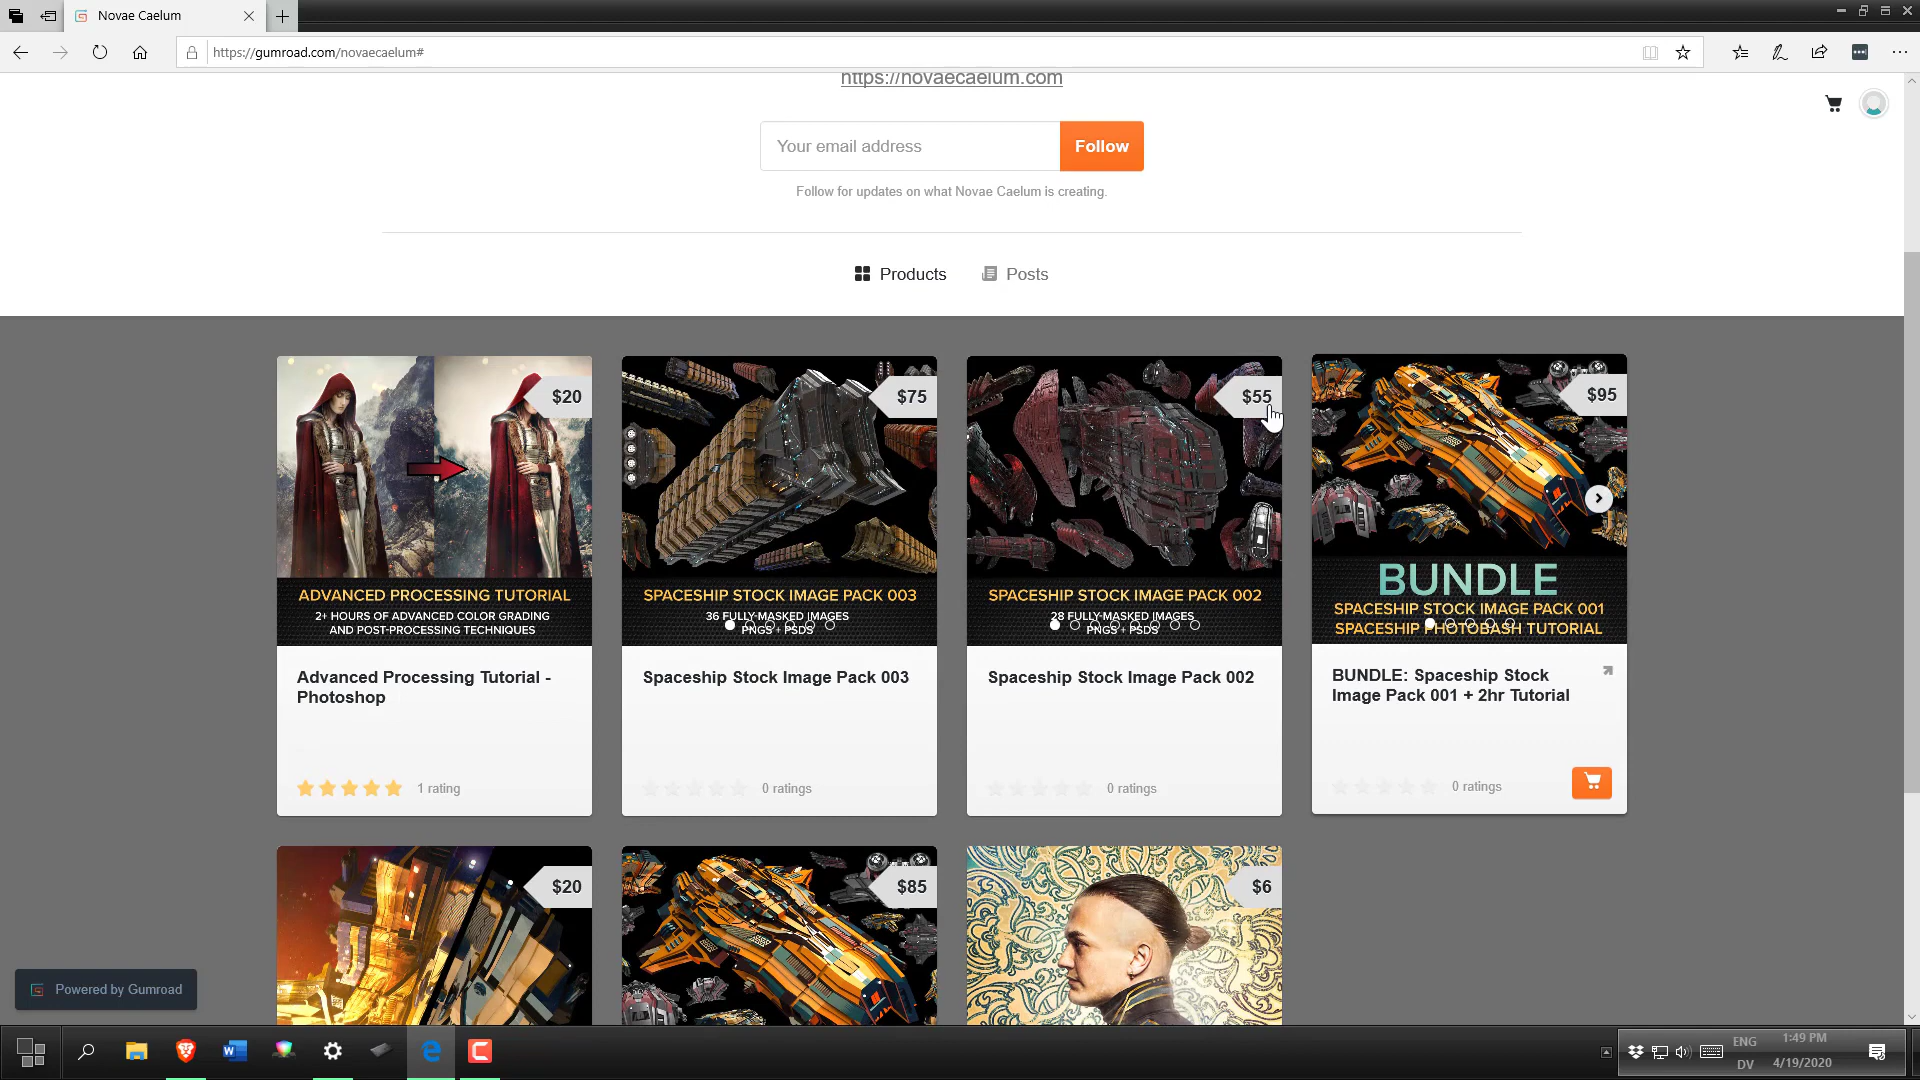 Novae Caelum
https://gumroad.com/novaecaelum#
https://novaecaelum.com
Your email address
Follow
Follow for updates on what Novae Caelum is creating.
Products
Posts
$20
ADVANCED PROCESSING TUTORIAL
2+ HOURS OF ADVANCED COLOR GRADING
AND POST-PROCESSING TECHNIQUES
Advanced Processing Tutorial -
Photoshop
1 rating
$75
SPACESHIP STOCK IMAGE PACK 003
36 FULLY-MASKED IMAGES
PNGS + PSDS
Spaceship Stock Image Pack 003
0 ratings
$55
SPACESHIP STOCK IMAGE PACK 002
28 FULLY-MASKED IMAGES
PNGS + PSDS
Spaceship Stock Image Pack 002
0 ratings
$95
BUNDLE
SPACESHIP STOCK IMAGE PACK 001
SPACESHIP PHOTOBASH TUTORIAL
BUNDLE: Spaceship Stock
Image Pack 001 + 2hr Tutorial
0 ratings
$20
$85
$6
Powered by Gumroad
ENG
DV
1:49 PM
4/19/2020